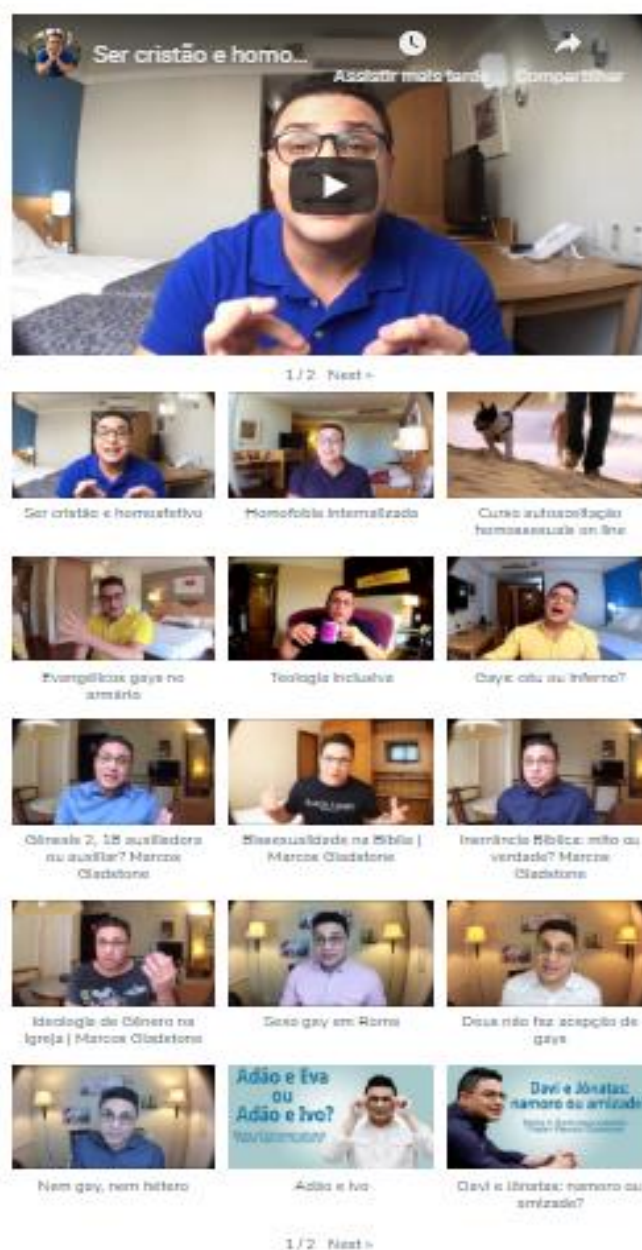 Ser cristão e homo...
Assistir mais tarde
Compartilhar
1 / 2 Next »
Ser cristão e homoafetivo
Homofobia Internalizada
Curso autoaceitação
homossexuais on line
Evangélicos gays no
armário
Teologia Inclusiva
Gays: céu ou inferno?
Gênesis 2, 18 auxiliadora
ou auxiliar? Marcos
Gladstone
Bissexualidade na Bíblia |
Marcos Gladstone
Inerrância Bíblica: mito ou
verdade? Marcos
Gladstone
Ideologia de Gênero na
Igreja | Marcos Gladstone
Sexo gay em Roma
Deus não faz acepção de
gays
Adão e Eva
ou
Adão e Ivo?
Davi e Jônatas:
namoro ou amizade
Nem gay, nem hétero
Adão e Ivo
Davi e Jônatas: namoro ou
amizade?
1 / 2 Next »